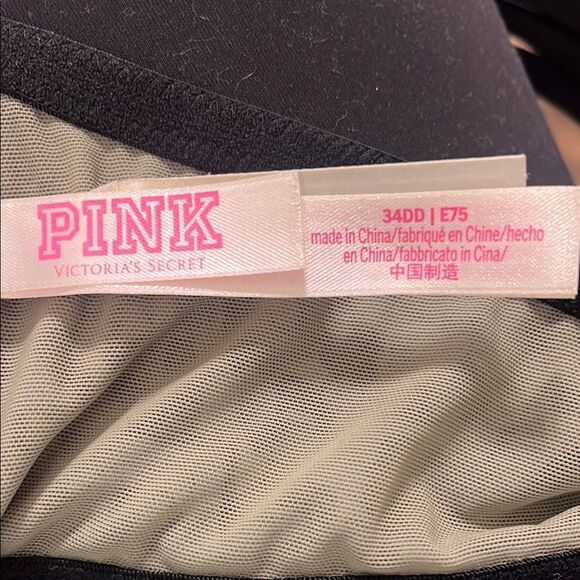 PINK
VICTORIA'S SECRET
34DD | E75
made in China/fabriqué en Chine/hecho
en China/fabbricato in Cina/
中国制造